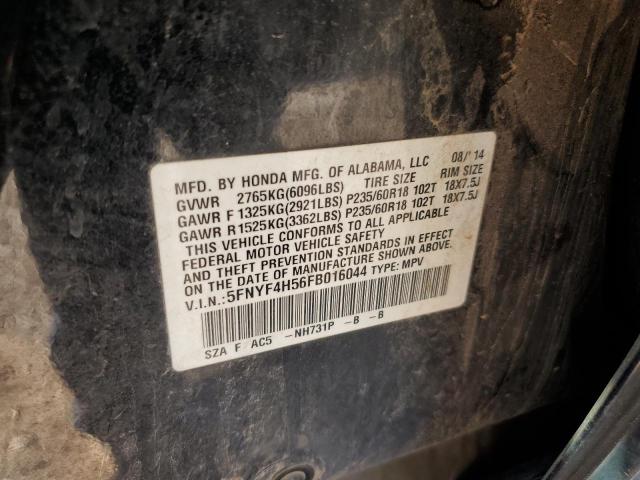 MFD. BY HONDA MFG. OF ALABAMA, LLC 08/'14
GVWR 2765KG(6096LBS) TIRE SIZE RIM SIZE
GAWR F 1325KG(2921LBS) P235/60R18 102T 18X7.5J
GAWR R 1525KG(3362LBS) P235/60R18 102T 18X7.5J
THIS VEHICLE CONFORMS TO ALL APPLICABLE
FEDERAL MOTOR VEHICLE SAFETY
AND THEFT PREVENTION STANDARDS IN EFFECT
ON THE DATE OF MANUFACTURE SHOWN ABOVE.
V.I.N.: 5FNYF4H56FB016044 TYPE: MPV
SZA F AC5 -NH731P -B -B